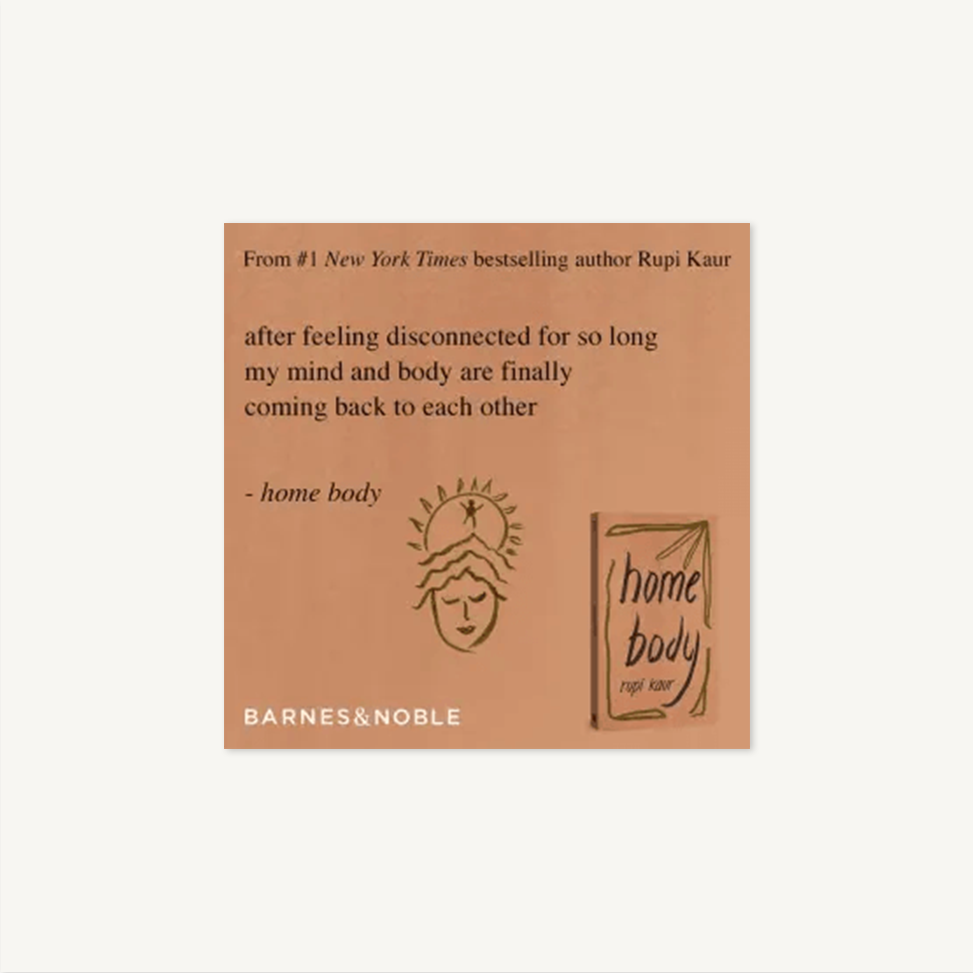 From #1 New York Times bestselling author Rupi Kaur
after feeling disconnected for so long
my mind and body are finally
coming back to each other
- home body
home
body
rupi kaur
BARNES&NOBLE